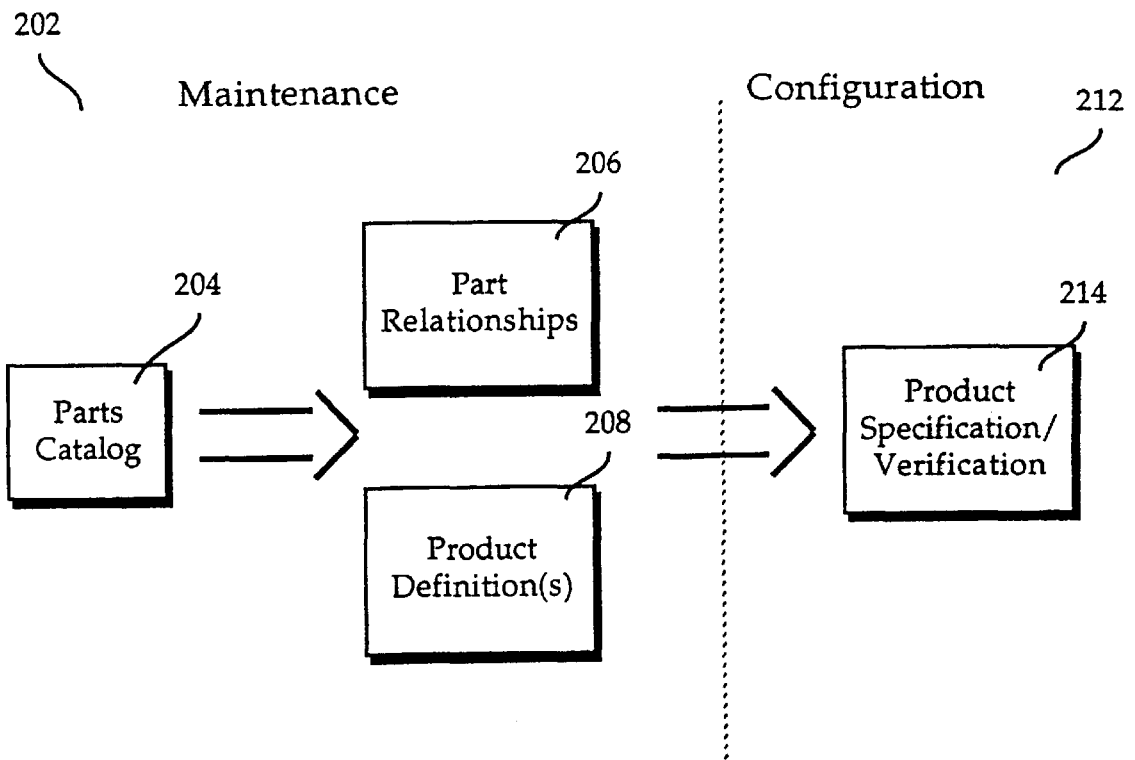 202
Maintenance
Configuration
212
206
Part
Relationships
204
Parts
Catalog
214
Product
Specification/
Verification
208
Product
Definition(s)